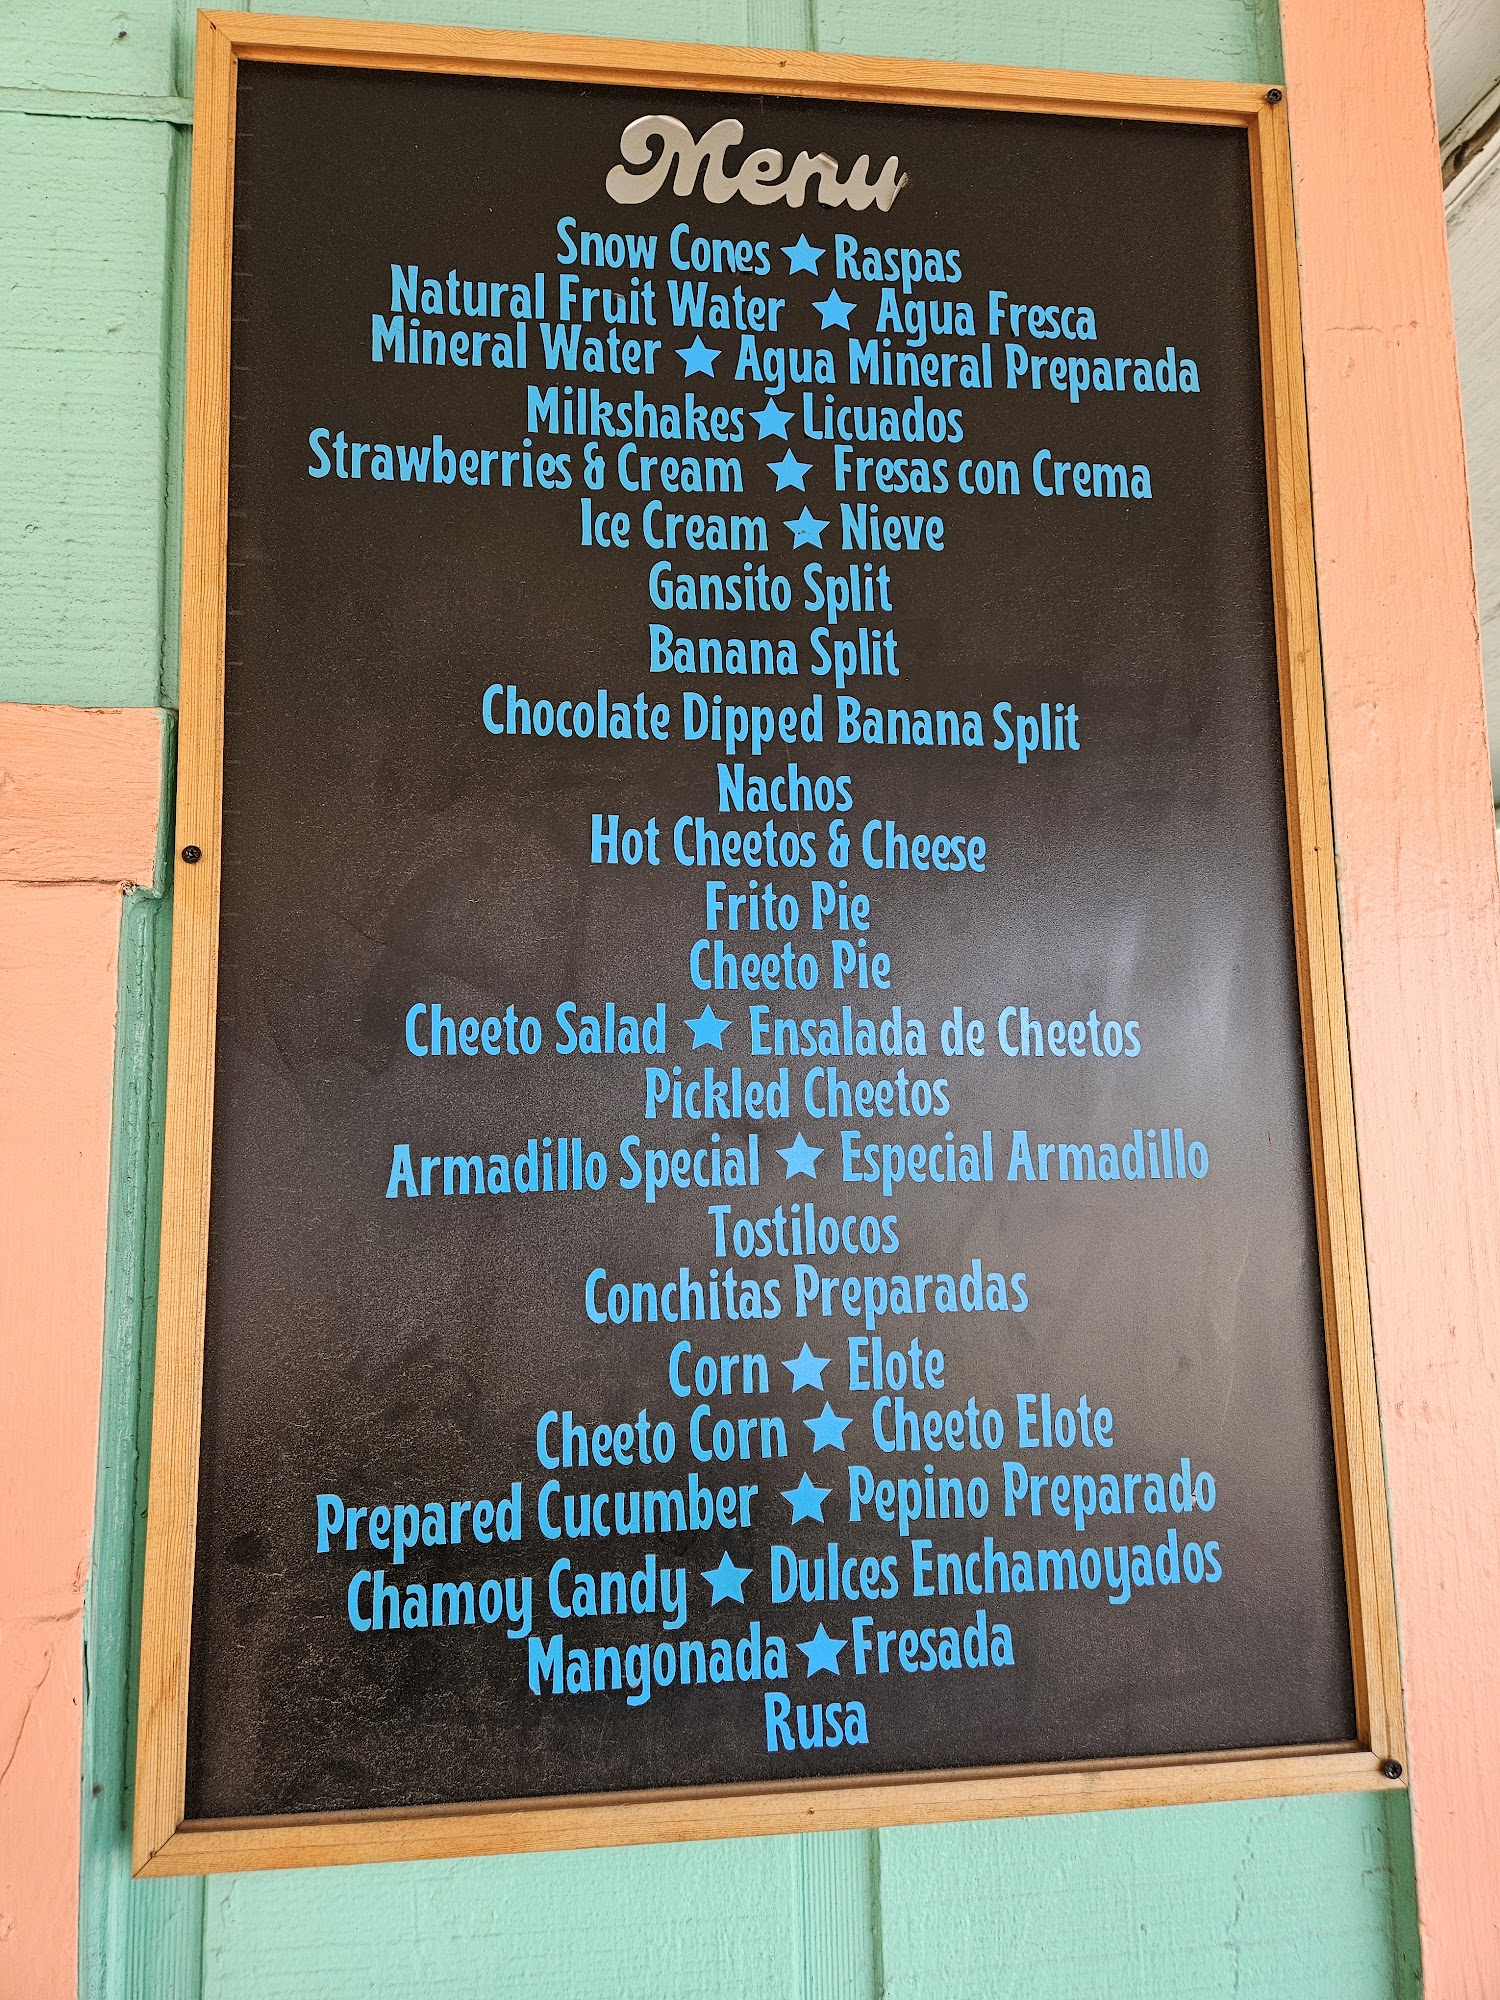 Menu
Snow Cones ★ Raspas
Natural Fruit Water ★ Agua Fresca
Mineral Water ★ Agua Mineral Preparada
Milkshakes ★ Licuados
Strawberries & Cream ★ Fresas con Crema
Ice Cream ★ Nieve
Gansito Split
Banana Split
Chocolate Dipped Banana Split
Nachos
Hot Cheetos & Cheese
Frito Pie
Cheeto Pie
Cheeto Salad ★ Ensalada de Cheetos
Pickled Cheetos
Armadillo Special ★ Especial Armadillo
Tostilocos
Conchitas Preparadas
Corn ★ Elote
Cheeto Corn ★ Cheeto Elote
Prepared Cucumber ★ Pepino Preparado
Chamoy Candy ★ Dulces Enchamoyados
Mangonada ★ Fresada
Rusa